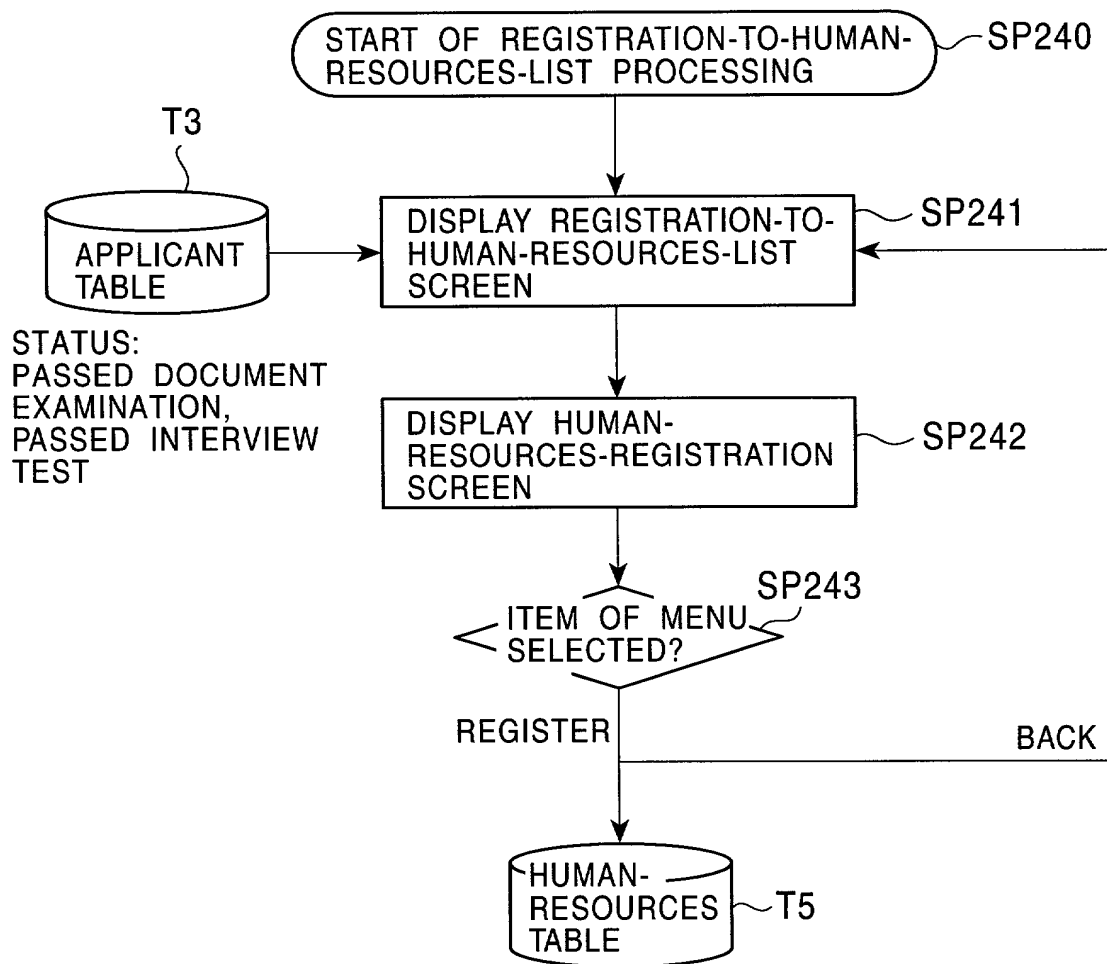 START OF REGISTRATION-TO-HUMAN-
RESOURCES-LIST PROCESSING
SP240
T3
APPLICANT
TABLE
DISPLAY REGISTRATION-TO-
HUMAN-RESOURCES-LIST
SCREEN
SP241
STATUS:
PASSED DOCUMENT
EXAMINATION,
PASSED INTERVIEW
TEST
DISPLAY HUMAN-
RESOURCES-REGISTRATION
SCREEN
SP242
SP243
ITEM OF MENU
SELECTED?
REGISTER
BACK
HUMAN-
RESOURCES
TABLE
T5